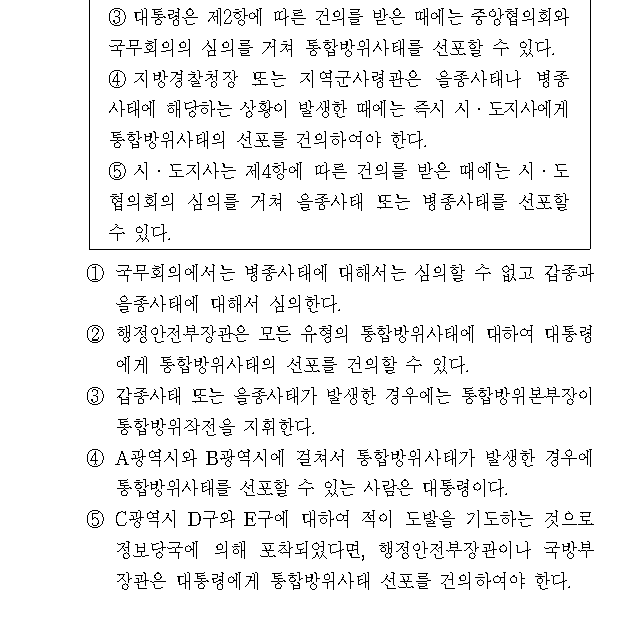 ③ 대통령은 제2항에 따른 건의를 받은 때에는 중앙협의회와
국무회의의 심의를 거쳐 통합방위사태를 선포할 수 있다.
④ 지방경찰청장 또는 지역군사령관은 을종사태나 병종
사태에 해당하는 상황이 발생한 때에는 즉시 시ㆍ도지사에게
통합방위사태의 선포를 건의하여야 한다.
⑤ 시ㆍ도지사는 제4항에 따른 건의를 받은 때에는 시ㆍ도
협의회의 심의를 거쳐 을종사태 또는 병종사태를 선포할
수 있다.
① 국무회의에서는 병종사태에 대해서는 심의할 수 없고 갑종과
을종사태에 대해서 심의한다.
② 행정안전부장관은 모든 유형의 통합방위사태에 대하여 대통령
에게 통합방위사태의 선포를 건의할 수 있다.
③ 갑종사태 또는 을종사태가 발생한 경우에는 통합방위본부장이
통합방위작전을 지휘한다.
④ A광역시와 B광역시에 걸쳐서 통합방위사태가 발생한 경우에
통합방위사태를 선포할 수 있는 사람은 대통령이다.
⑤ C광역시 D구와 E구에 대하여 적이 도발을 기도하는 것으로
정보당국에 의해 포착되었다면, 행정안전부장관이나 국방부
장관은 대통령에게 통합방위사태 선포를 건의하여야 한다.